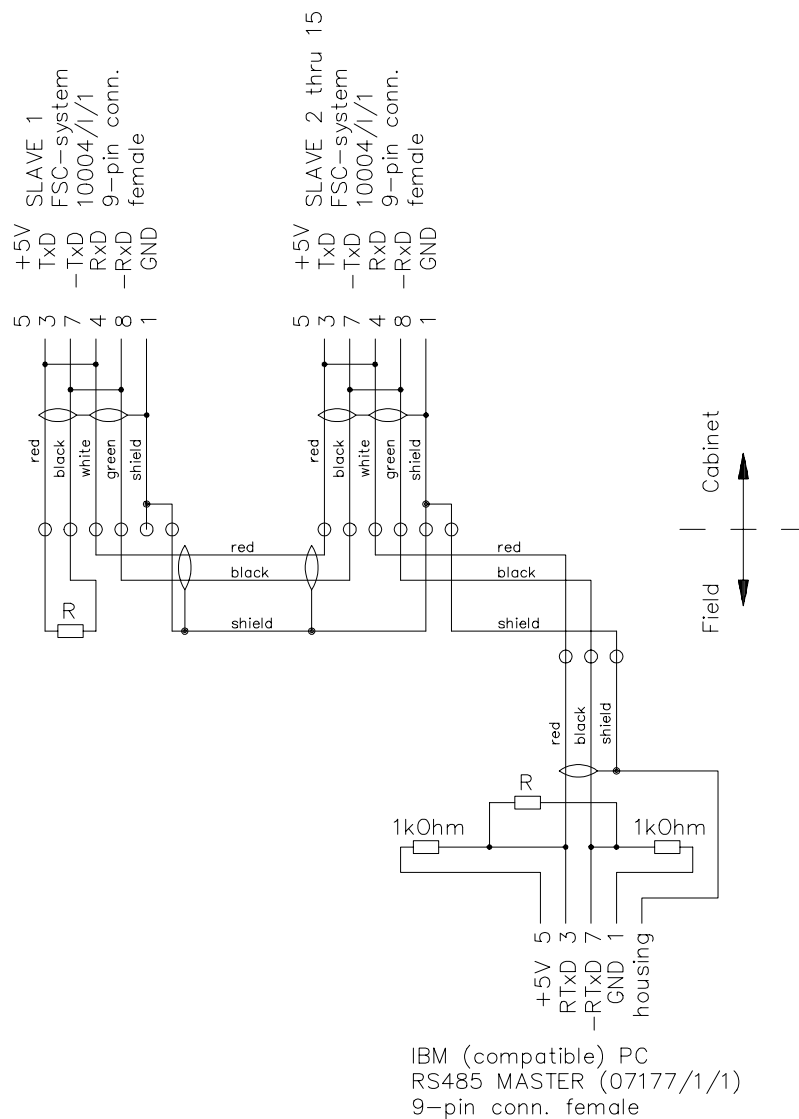 SLAVE 1
FSC-system
10004/I/1
9-pin conn.
female
SLAVE 2 thru 15
FSC-system
10004/I/1
9-pin conn.
female
5 +5V
3 TxD
7 -TxD
4 RxD
8 -RxD
1 GND
5 +5V
3 TxD
7 -TxD
4 RxD
8 -RxD
1 GND
red
black
white
green
shield
red
black
white
green
shield
Cabinet
Field
red
black
shield
red
black
shield
R
red
black
shield
R
1kOhm
1kOhm
+5V 5
RTxD 3
-RTxD 7
GND 1
housing
IBM (compatible) PC
RS485 MASTER (07177/1/1)
9-pin conn. female